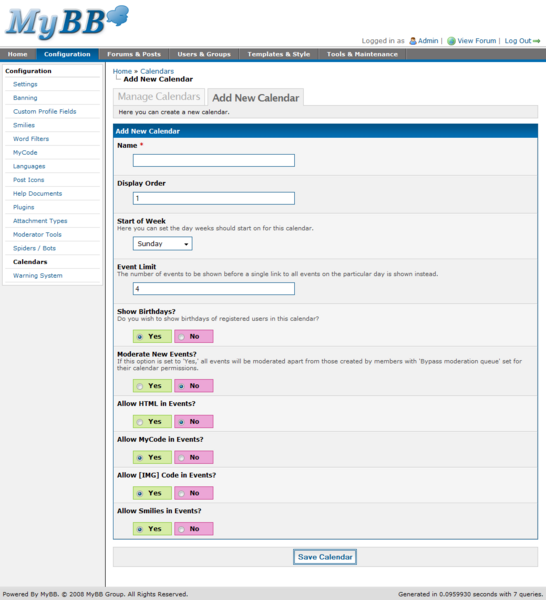 MyBB
Logged in as Admin | View Forum | Log Out
Home Configuration Forums & Posts Users & Groups Templates & Style Tools & Maintenance
Configuration
Settings
Banning
Custom Profile Fields
Smilies
Word Filters
MyCode
Languages
Post Icons
Help Documents
Plugins
Attachment Types
Moderator Tools
Spiders / Bots
Calendars
Warning System
Home » Calendars
Add New Calendar
Manage Calendars Add New Calendar
Here you can create a new calendar.
Add New Calendar
Name *
Display Order
1
Start of Week
Here you can set the day weeks should start on for this calendar.
Sunday
Event Limit
The number of events to be shown before a single link to all events on the particular day is shown instead.
4
Show Birthdays?
Do you wish to show birthdays of registered users in this calendar?
Yes No
Moderate New Events?
If this option is set to 'Yes,' all events will be moderated apart from those created by members with 'Bypass moderation queue' set for
their calendar permissions.
Yes No
Allow HTML in Events?
Yes No
Allow MyCode in Events?
Yes No
Allow [IMG] Code in Events?
Yes No
Allow Smilies in Events?
Yes No
Save Calendar
Powered By MyBB. © 2008 MyBB Group. All Rights Reserved. Generated in 0.0959930 seconds with 7 queries.